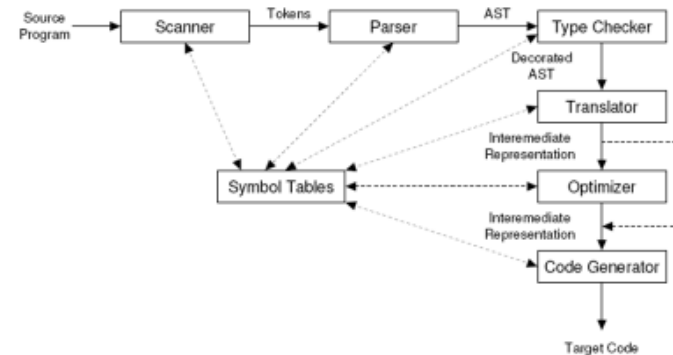 Source
Program
Scanner
Tokens
Parser
AST
Type Checker
Decorated
AST
Translator
Interemediate
Representation
Symbol Tables
Optimizer
Interemediate
Representation
Code Generator
Target Code